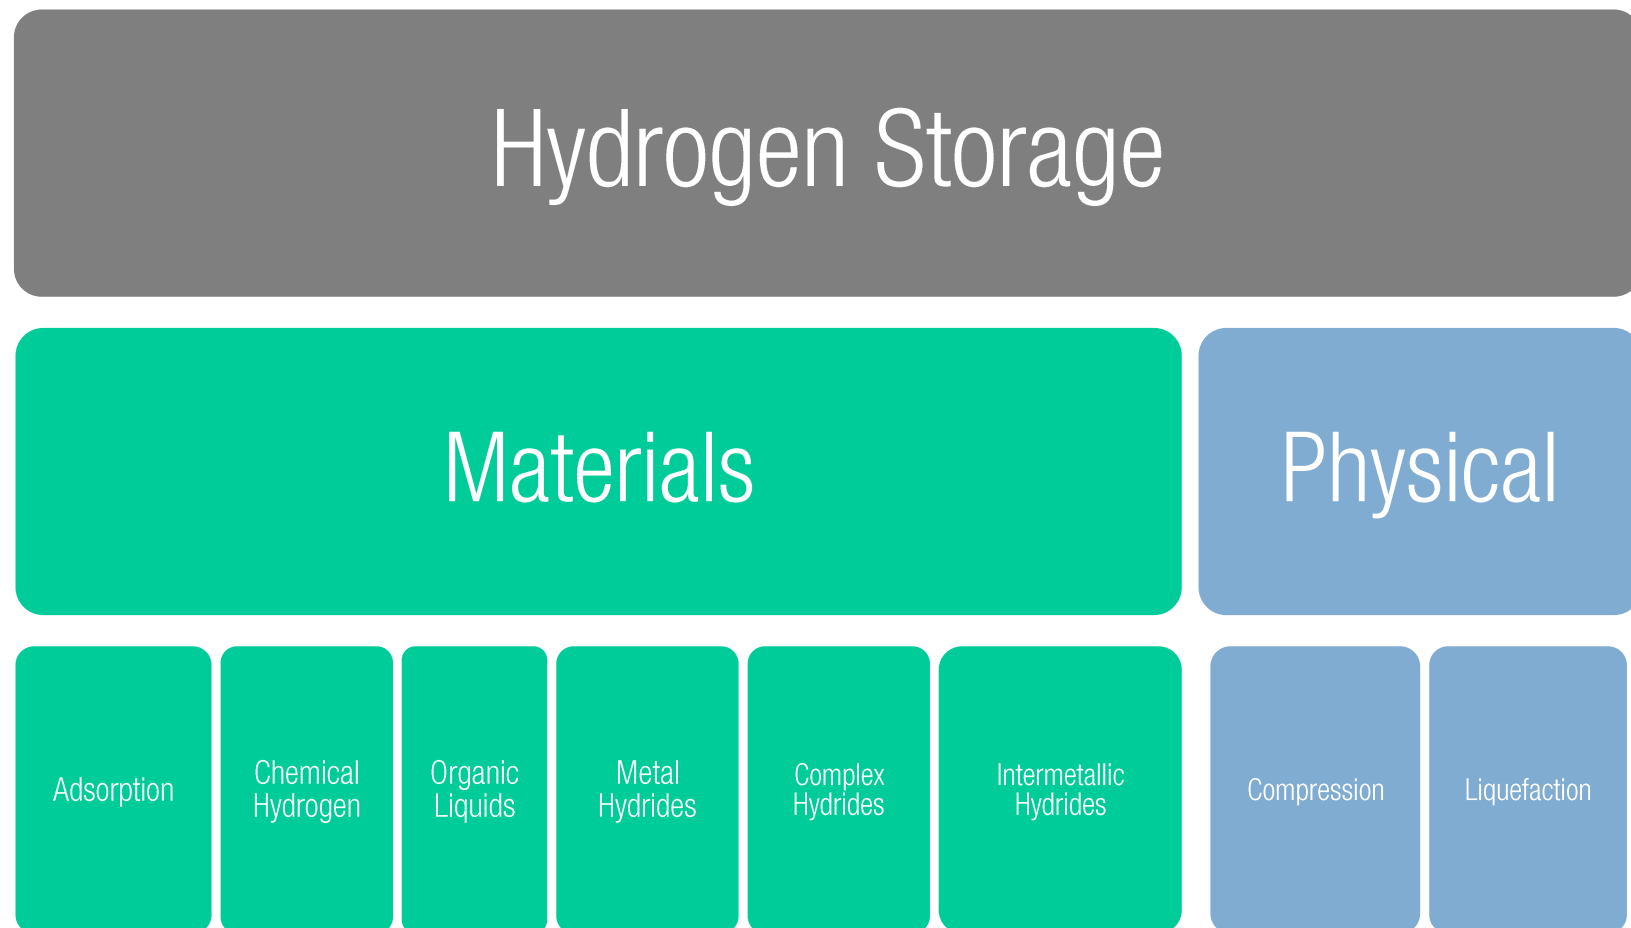 Hydrogen Storage
Materials
Physical
Adsorption
Chemical
Hydrogen
Organic
Liquids
Metal
Hydrides
Complex
Hydrides
Intermetallic
Hydrides
Compression
Liquefaction